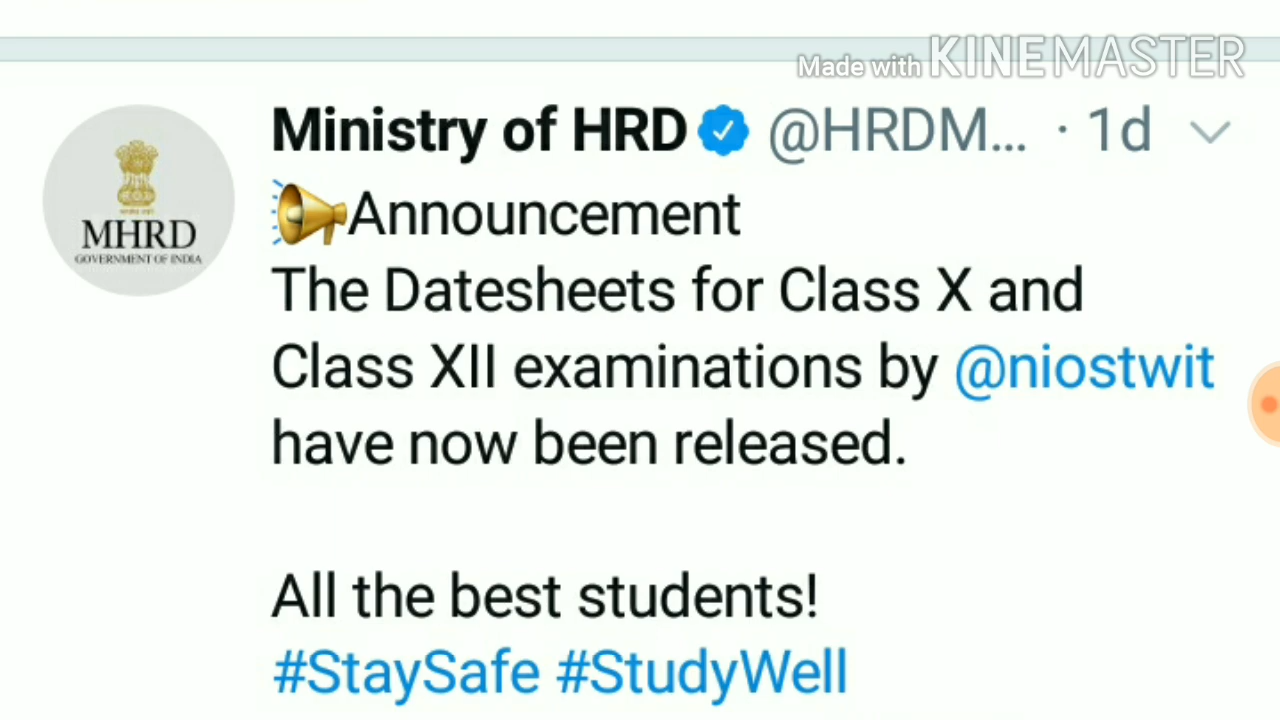 Made with KINEMASTER
Ministry of HRD @HRDM... · 1d
MHRD
GOVERNMENT OF INDIA
📢Announcement
The Datesheets for Class X and
Class XII examinations by @niostwit
have now been released.
All the best students!
#StaySafe #StudyWell